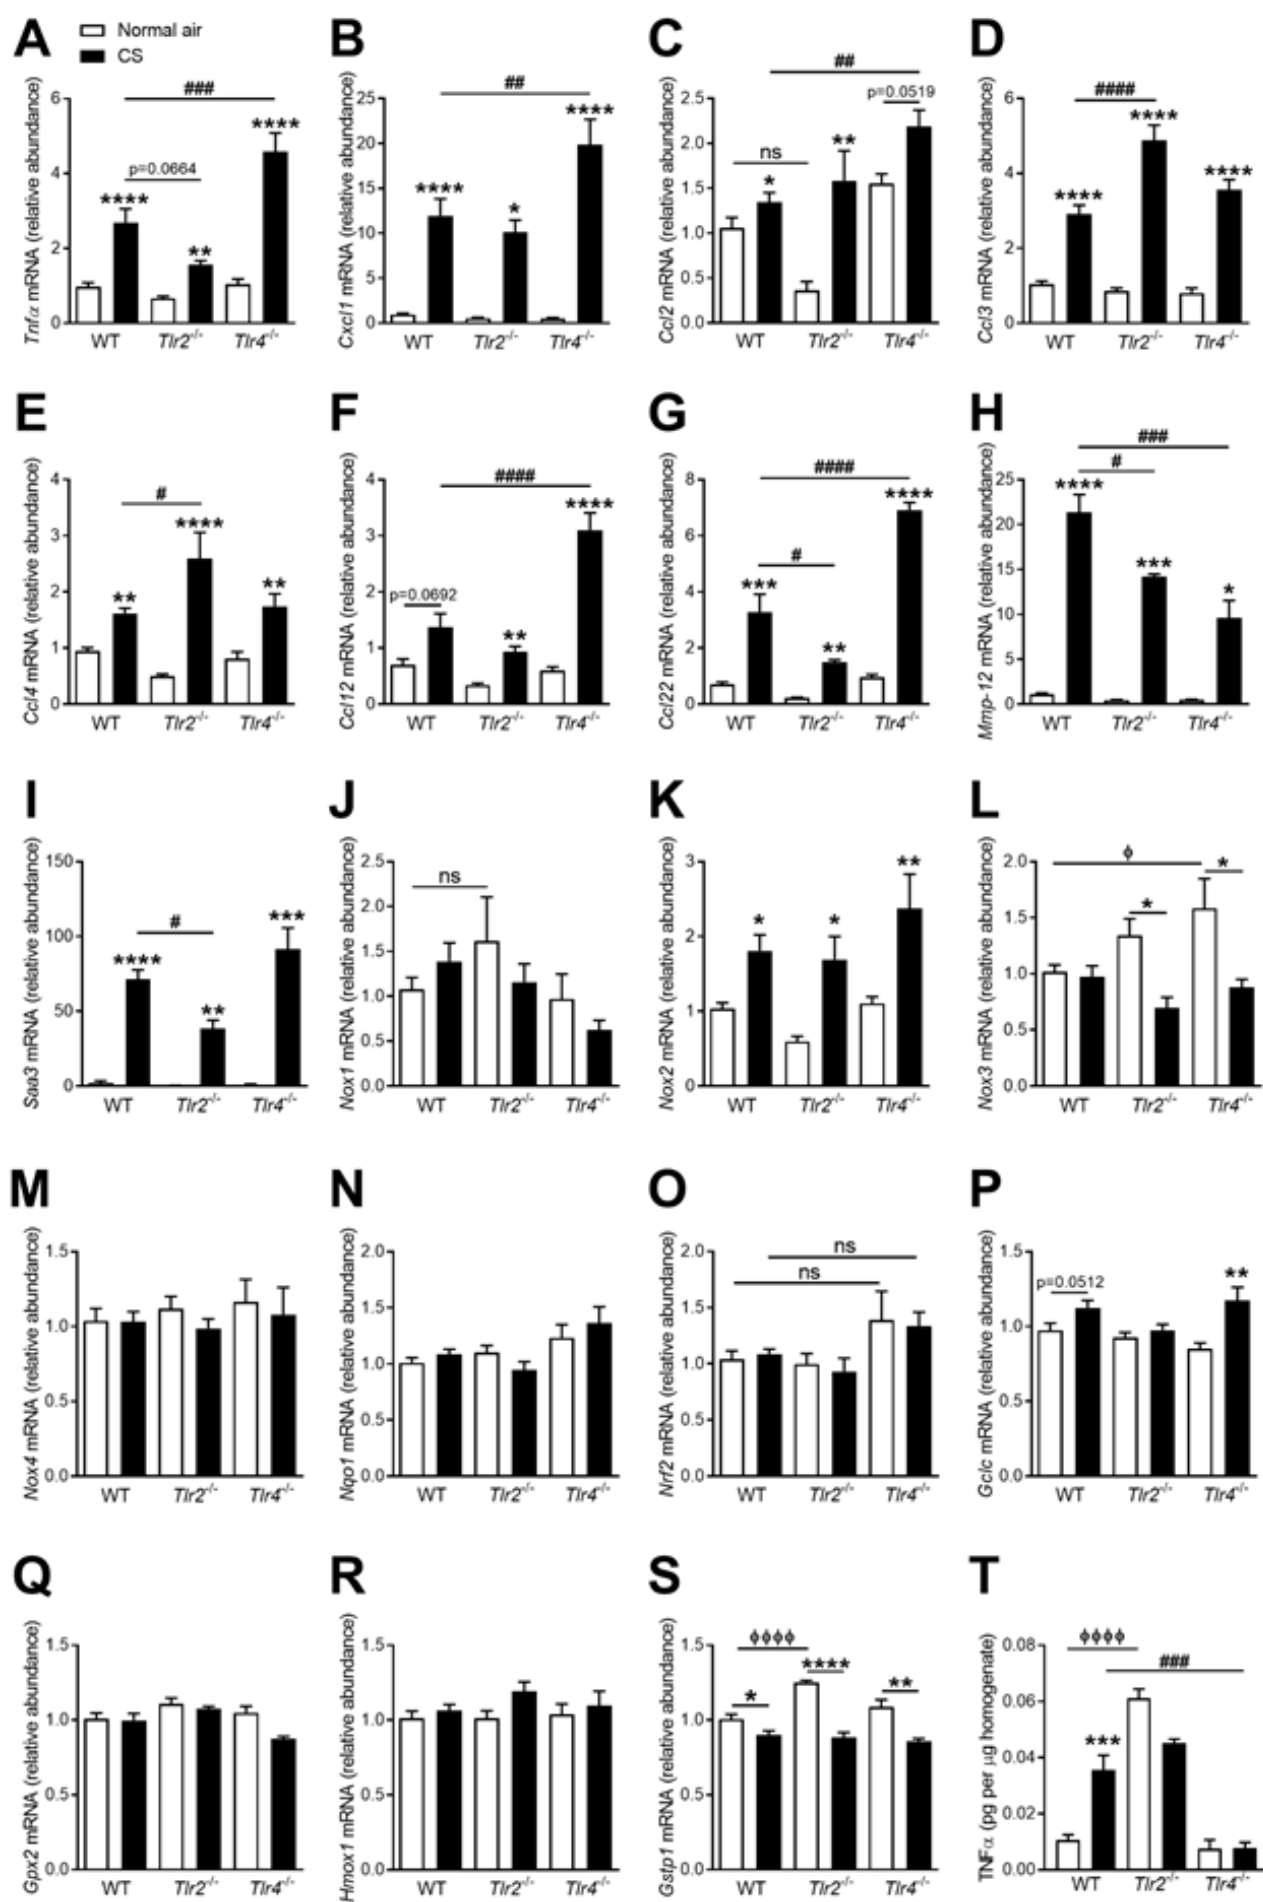 A
Normal air
CS
Tnfα mRNA (relative abundance)
6
4
2
0
###
p=0.0664
****
**
****
WT
Tlr2-/-
Tlr4-/-
B
Cxcl1 mRNA (relative abundance)
25
20
15
10
5
0
##
****
*
****
WT
Tlr2-/-
Tlr4-/-
C
Ccl2 mRNA (relative abundance)
2.5
2.0
1.5
1.0
0.5
0.0
##
p=0.0519
ns
*
**
WT
Tlr2-/-
Tlr4-/-
D
Ccl3 mRNA (relative abundance)
6
4
2
0
####
****
****
****
WT
Tlr2-/-
Tlr4-/-
E
Ccl4 mRNA (relative abundance)
4
3
2
1
0
#
**
****
**
WT
Tlr2-/-
Tlr4-/-
F
Ccl12 mRNA (relative abundance)
4
3
2
1
0
####
p=0.0692
**
****
WT
Tlr2-/-
Tlr4-/-
G
Ccl22 mRNA (relative abundance)
8
6
4
2
0
####
#
***
**
****
WT
Tlr2-/-
Tlr4-/-
H
Mmp-12 mRNA (relative abundance)
25
20
15
10
5
0
###
#
****
***
*
WT
Tlr2-/-
Tlr4-/-
I
Saa3 mRNA (relative abundance)
150
100
50
0
#
****
**
***
WT
Tlr2-/-
Tlr4-/-
J
Nox1 mRNA (relative abundance)
2.5
2.0
1.5
1.0
0.5
0.0
ns
WT
Tlr2-/-
Tlr4-/-
K
Nox2 mRNA (relative abundance)
3
2
1
0
*
*
**
WT
Tlr2-/-
Tlr4-/-
L
Nox3 mRNA (relative abundance)
2.0
1.5
1.0
0.5
0.0
ϕ
*
*
WT
Tlr2-/-
Tlr4-/-
M
Nox4 mRNA (relative abundance)
1.5
1.0
0.5
0.0
WT
Tlr2-/-
Tlr4-/-
N
Nqo1 mRNA (relative abundance)
2.0
1.5
1.0
0.5
0.0
WT
Tlr2-/-
Tlr4-/-
O
Nrf2 mRNA (relative abundance)
2.0
1.5
1.0
0.5
0.0
ns
ns
WT
Tlr2-/-
Tlr4-/-
P
Gclc mRNA (relative abundance)
1.5
1.0
0.5
0.0
p=0.0512
**
WT
Tlr2-/-
Tlr4-/-
Q
Gpx2 mRNA (relative abundance)
1.5
1.0
0.5
0.0
WT
Tlr2-/-
Tlr4-/-
R
Hmox1 mRNA (relative abundance)
1.5
1.0
0.5
0.0
WT
Tlr2-/-
Tlr4-/-
S
Gstp1 mRNA (relative abundance)
1.5
1.0
0.5
0.0
ϕϕϕϕ
*
****
**
WT
Tlr2-/-
Tlr4-/-
T
TNFα (pg per μg homogenate)
0.08
0.06
0.04
0.02
0.00
ϕϕϕϕ
###
***
WT
Tlr2-/-
Tlr4-/-